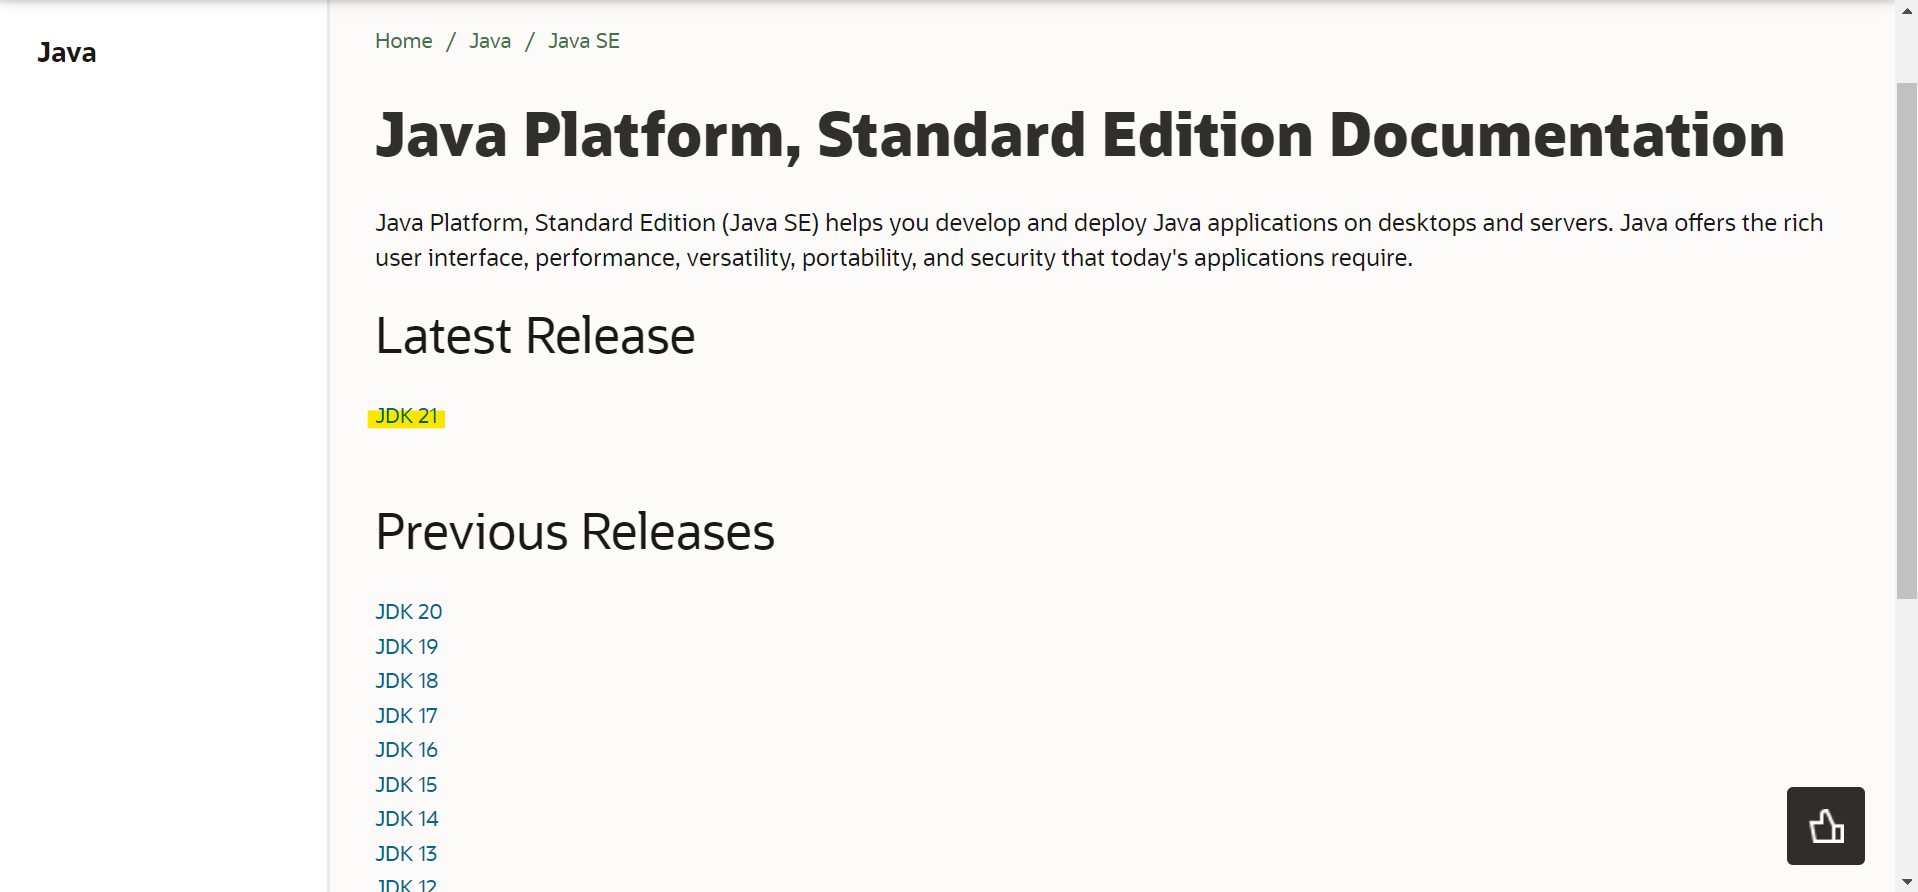 Java
Home / Java / Java SE
Java Platform, Standard Edition Documentation
Java Platform, Standard Edition (Java SE) helps you develop and deploy Java applications on desktops and servers. Java offers the rich
user interface, performance, versatility, portability, and security that today's applications require.
Latest Release
JDK 21
Previous Releases
JDK 20
JDK 19
JDK 18
JDK 17
JDK 16
JDK 15
JDK 14
JDK 13
JDK 12